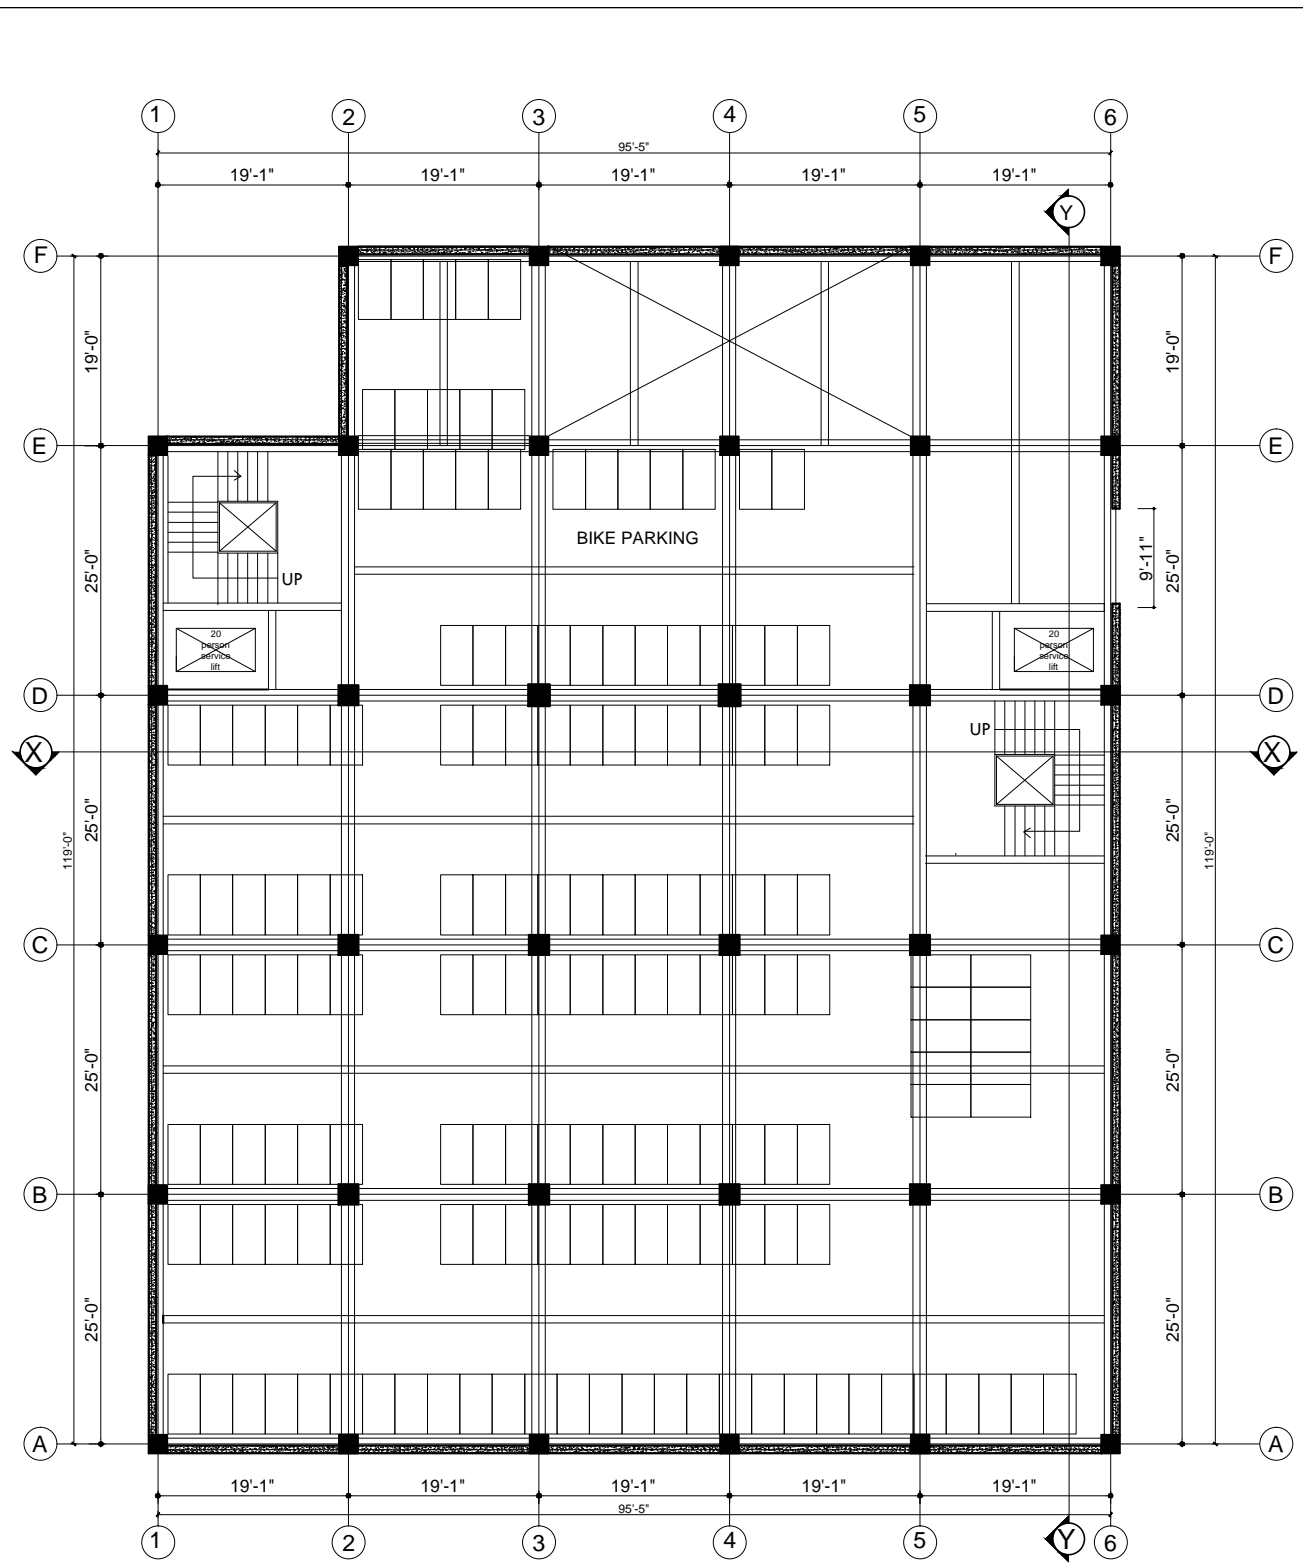 1 2 3 4 5 6
95'-5"
19'-1" 19'-1" 19'-1" 19'-1" 19'-1"
Y
F F
19'-0" 19'-0"
E E
BIKE PARKING
25'-0" 9'-11" 25'-0"
UP
20
person
service
lift
20
person
service
lift
D D
UP
X X
25'-0" 25'-0"
119'-0" 119'-0"
C C
25'-0" 25'-0"
B B
25'-0" 25'-0"
A A
19'-1" 19'-1" 19'-1" 19'-1" 19'-1"
95'-5"
1 2 3 4 5 Y 6